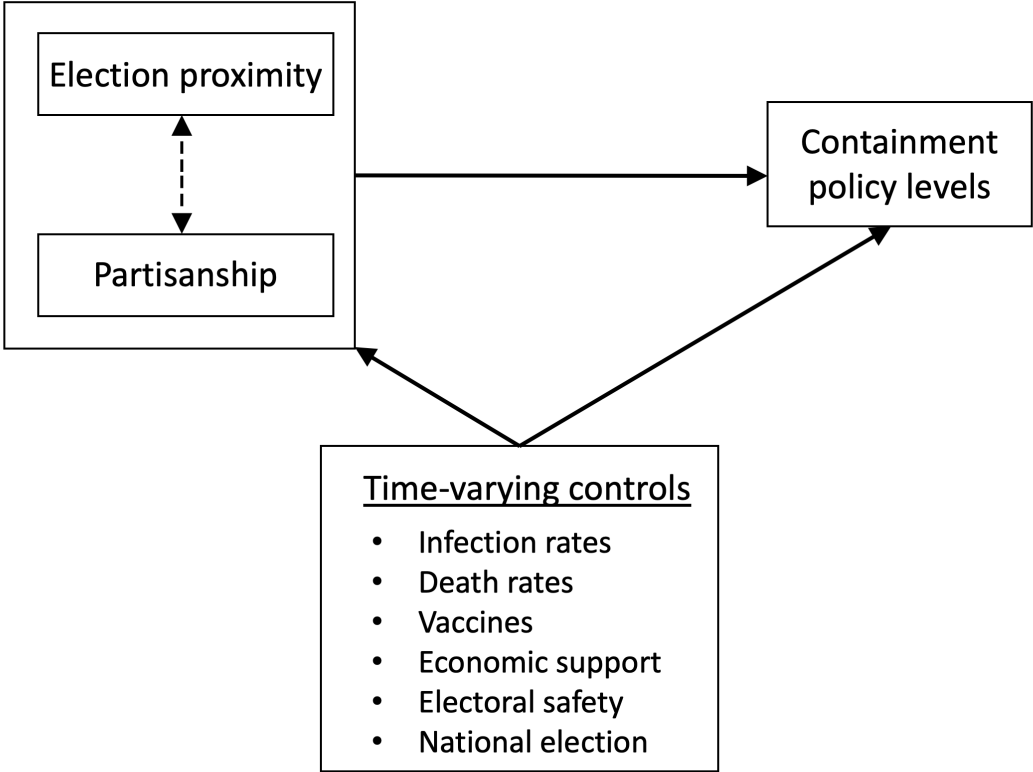 Election proximity
Partisanship
Containment
policy levels
Time-varying controls
• Infection rates
• Death rates
• Vaccines
• Economic support
• Electoral safety
• National election